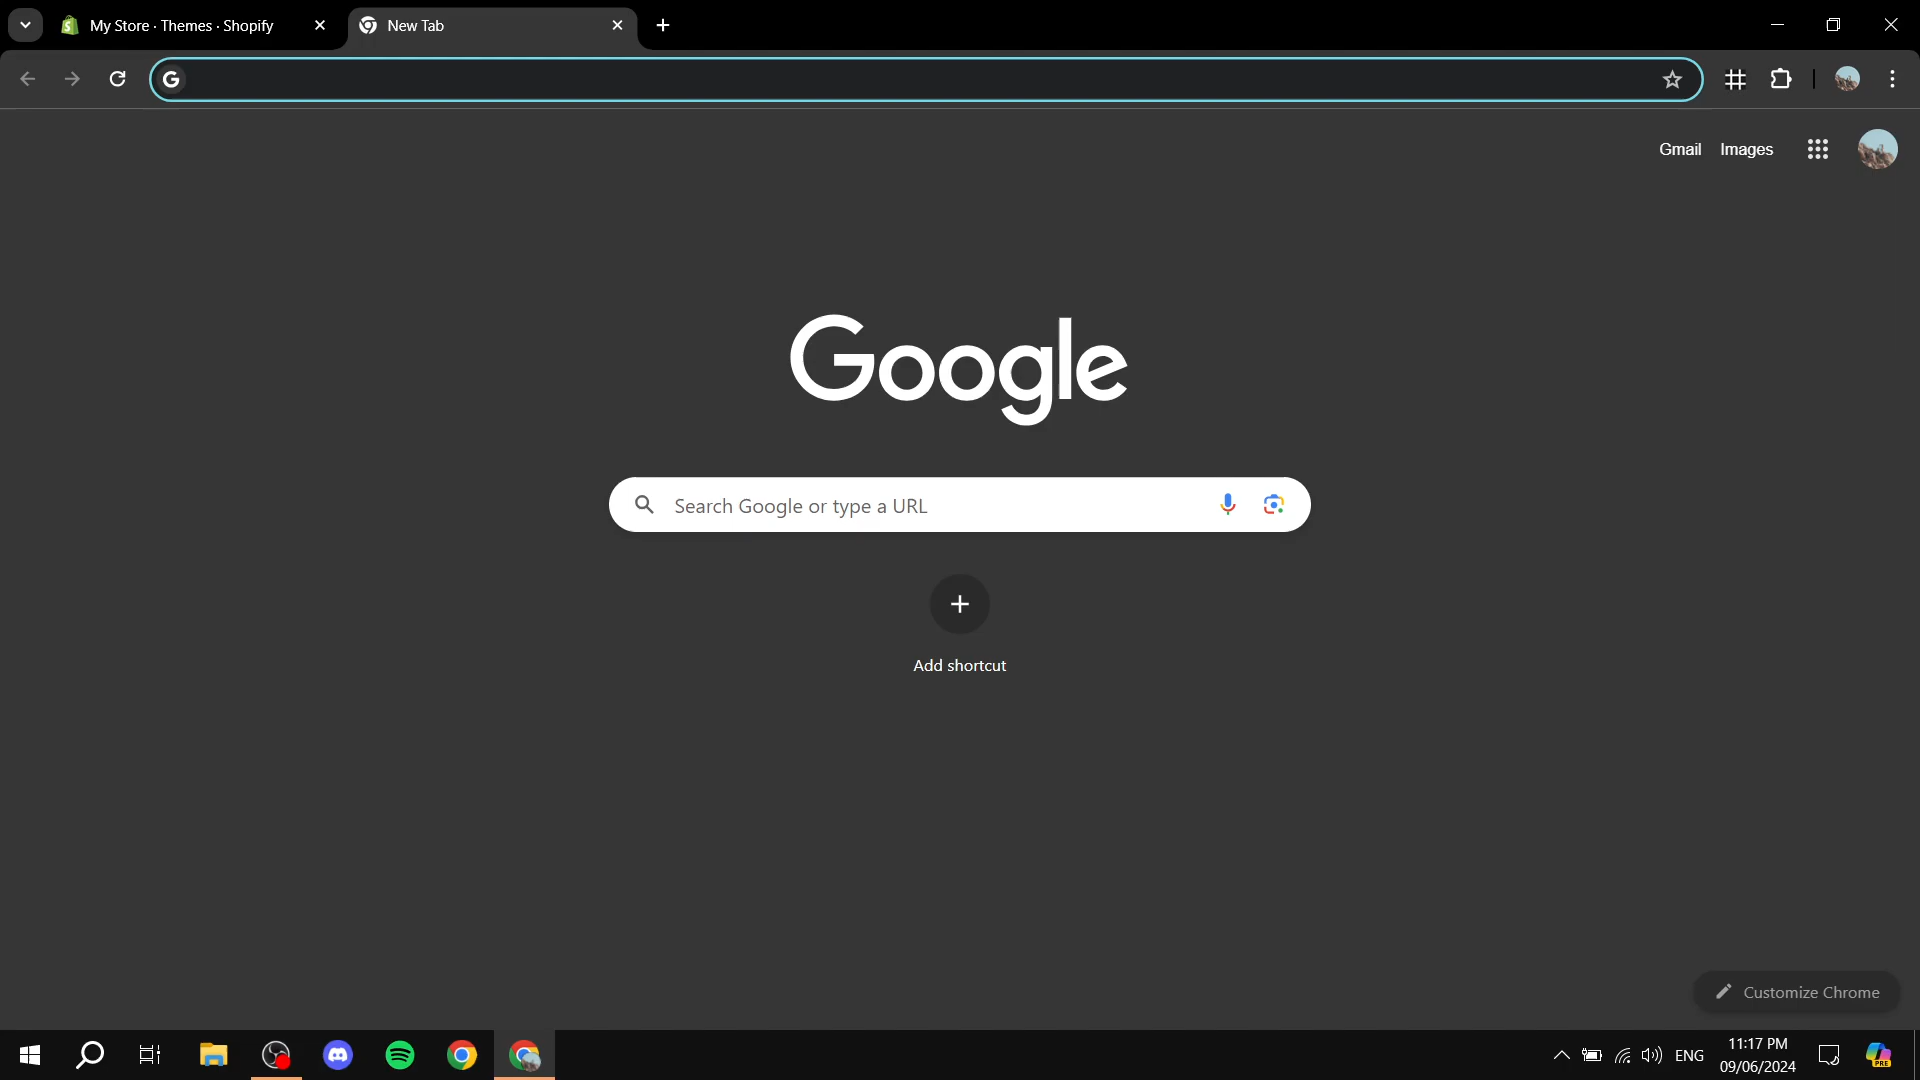 My Store · Themes · Shopify
New Tab
Gmail Images
Google
Search Google or type a URL
Add shortcut
Customize Chrome
ENG
11:17 PM
09/06/2024
PRE